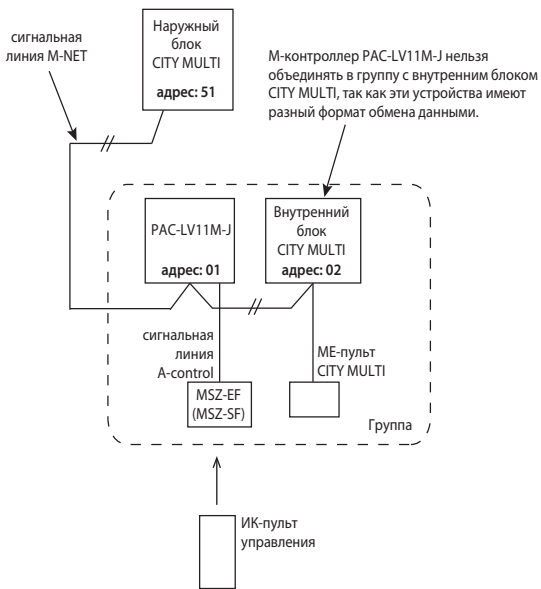 сигнальная
линия M-NET
Наружный
блок
CITY MULTI
адрес: 51
М-контроллер PAC-LV11M-J нельзя
объединять в группу с внутренним блоком
CITY MULTI, так как эти устройства имеют
разный формат обмена данными.
PAC-LV11M-J
адрес: 01
Внутренний
блок
CITY MULTI
адрес: 02
сигнальная
линия
A-control
MSZ-EF
(MSZ-SF)
ME-пульт
CITY MULTI
Группа
ИК-пульт
управления